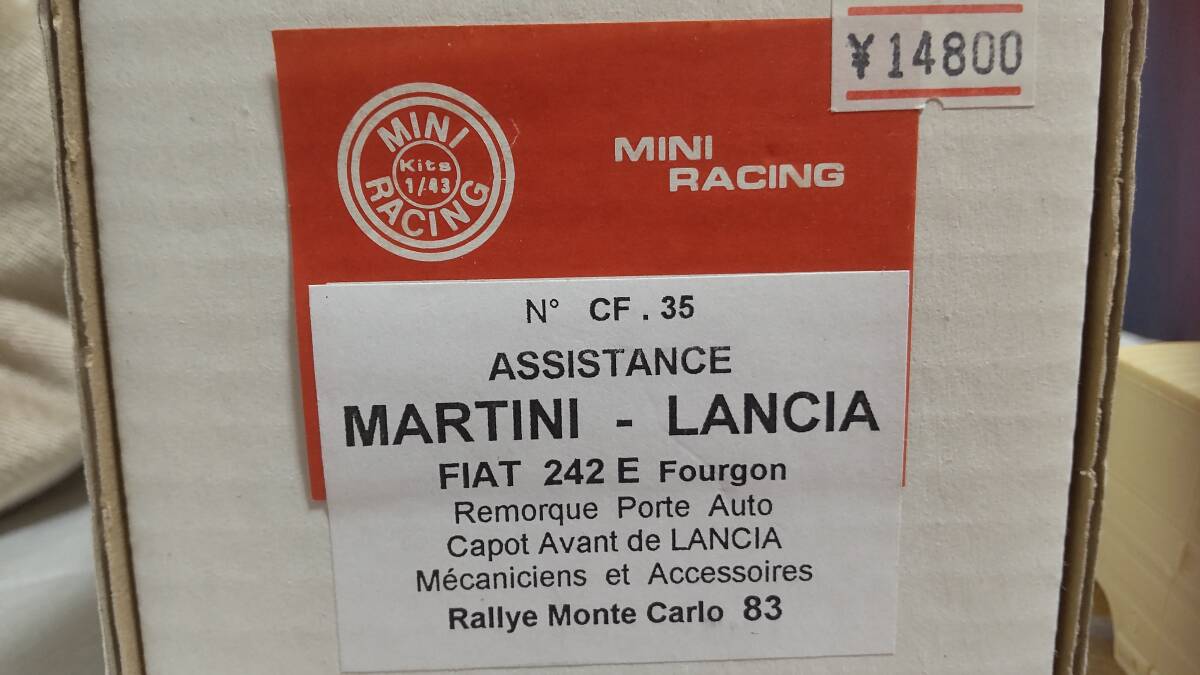 ¥14800
MINI
Kits
1/43
RACING
MINI
RACING
N° CF . 35
ASSISTANCE
MARTINI - LANCIA
FIAT 242 E Fourgon
Remorque Porte Auto
Capot Avant de LANCIA
Mécaniciens et Accessoires
Rallye Monte Carlo 83